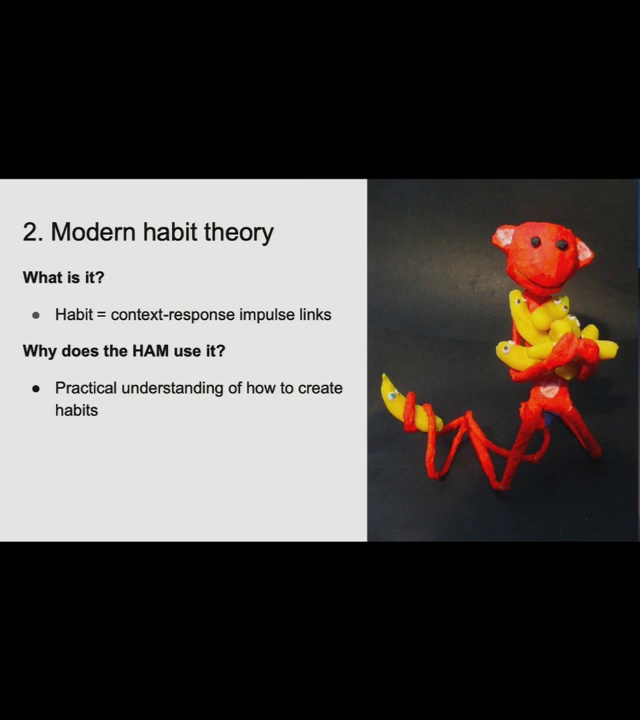 2. Modern habit theory
What is it?
● Habit = context-response impulse links
Why does the HAM use it?
● Practical understanding of how to create
habits